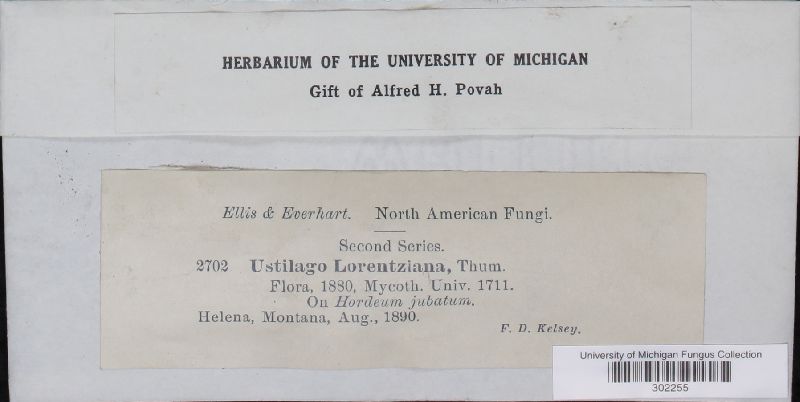 HERBARIUM OF THE UNIVERSITY OF MICHIGAN
Gift of Alfred H. Povah
Ellis & Everhart. North American Fungi.
Second Series.
2702 Ustilago Lorentziana, Thum.
Flora, 1880, Mycoth. Univ. 1711.
On Hordeum jubatum.
Helena, Montana, Aug., 1890.
F. D. Kelsey.
University of Michigan Fungus Collection
302255